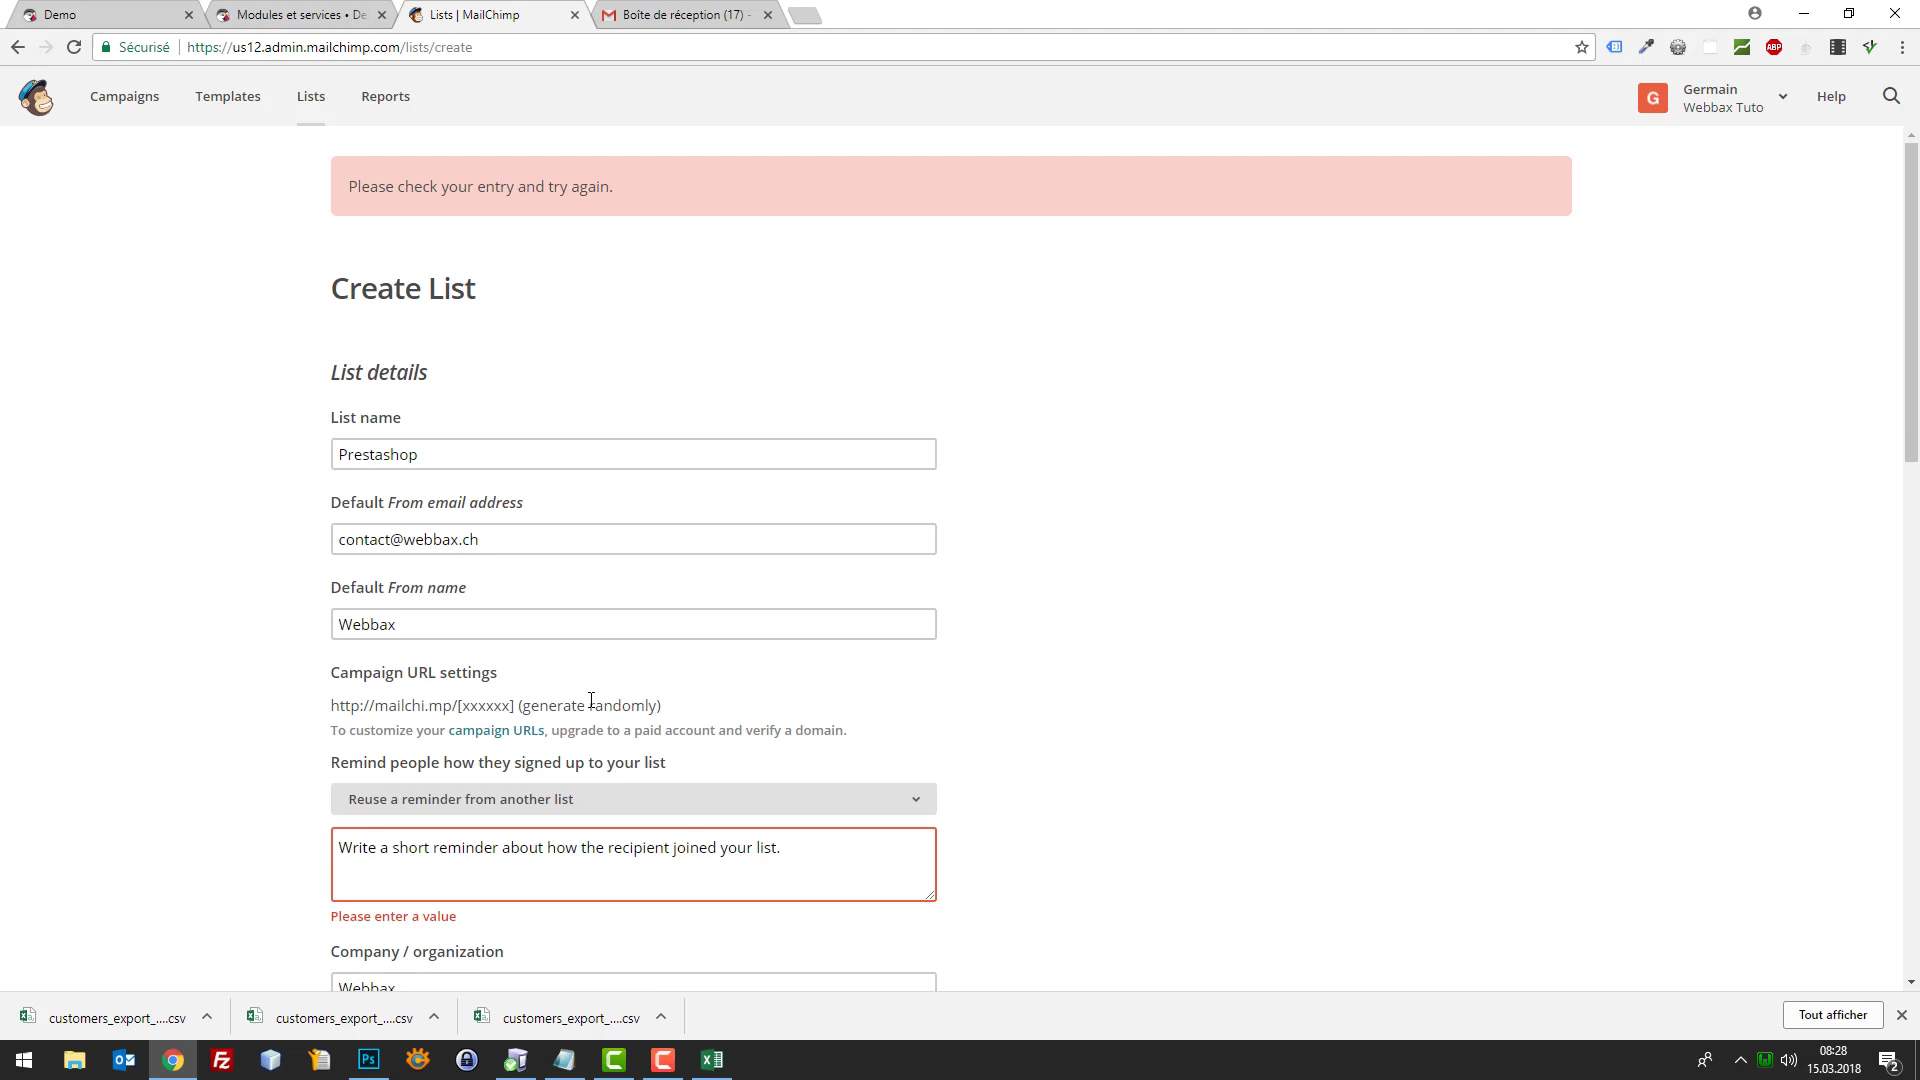 Demo
Modules et services • De
Lists | MailChimp
Boîte de réception (17) -
Sécurisé
https://us12.admin.mailchimp.com/lists/create
ABP
Campaigns
Templates
Lists
Reports
G
Germain
Webbax Tuto
Help
Please check your entry and try again.
Create List
List details
List name
Prestashop
Default From email address
contact@webbax.ch
Default From name
Webbax
Campaign URL settings
http://mailchi.mp/[xxxxxx] (generate randomly)
To customize your campaign URLs, upgrade to a paid account and verify a domain.
Remind people how they signed up to your list
Reuse a reminder from another list
Write a short reminder about how the recipient joined your list.
Please enter a value
Company / organization
Webbax
customers_export_....csv
customers_export_....csv
customers_export_....csv
Tout afficher
Fz
Ps
08:28
15.03.2018
2